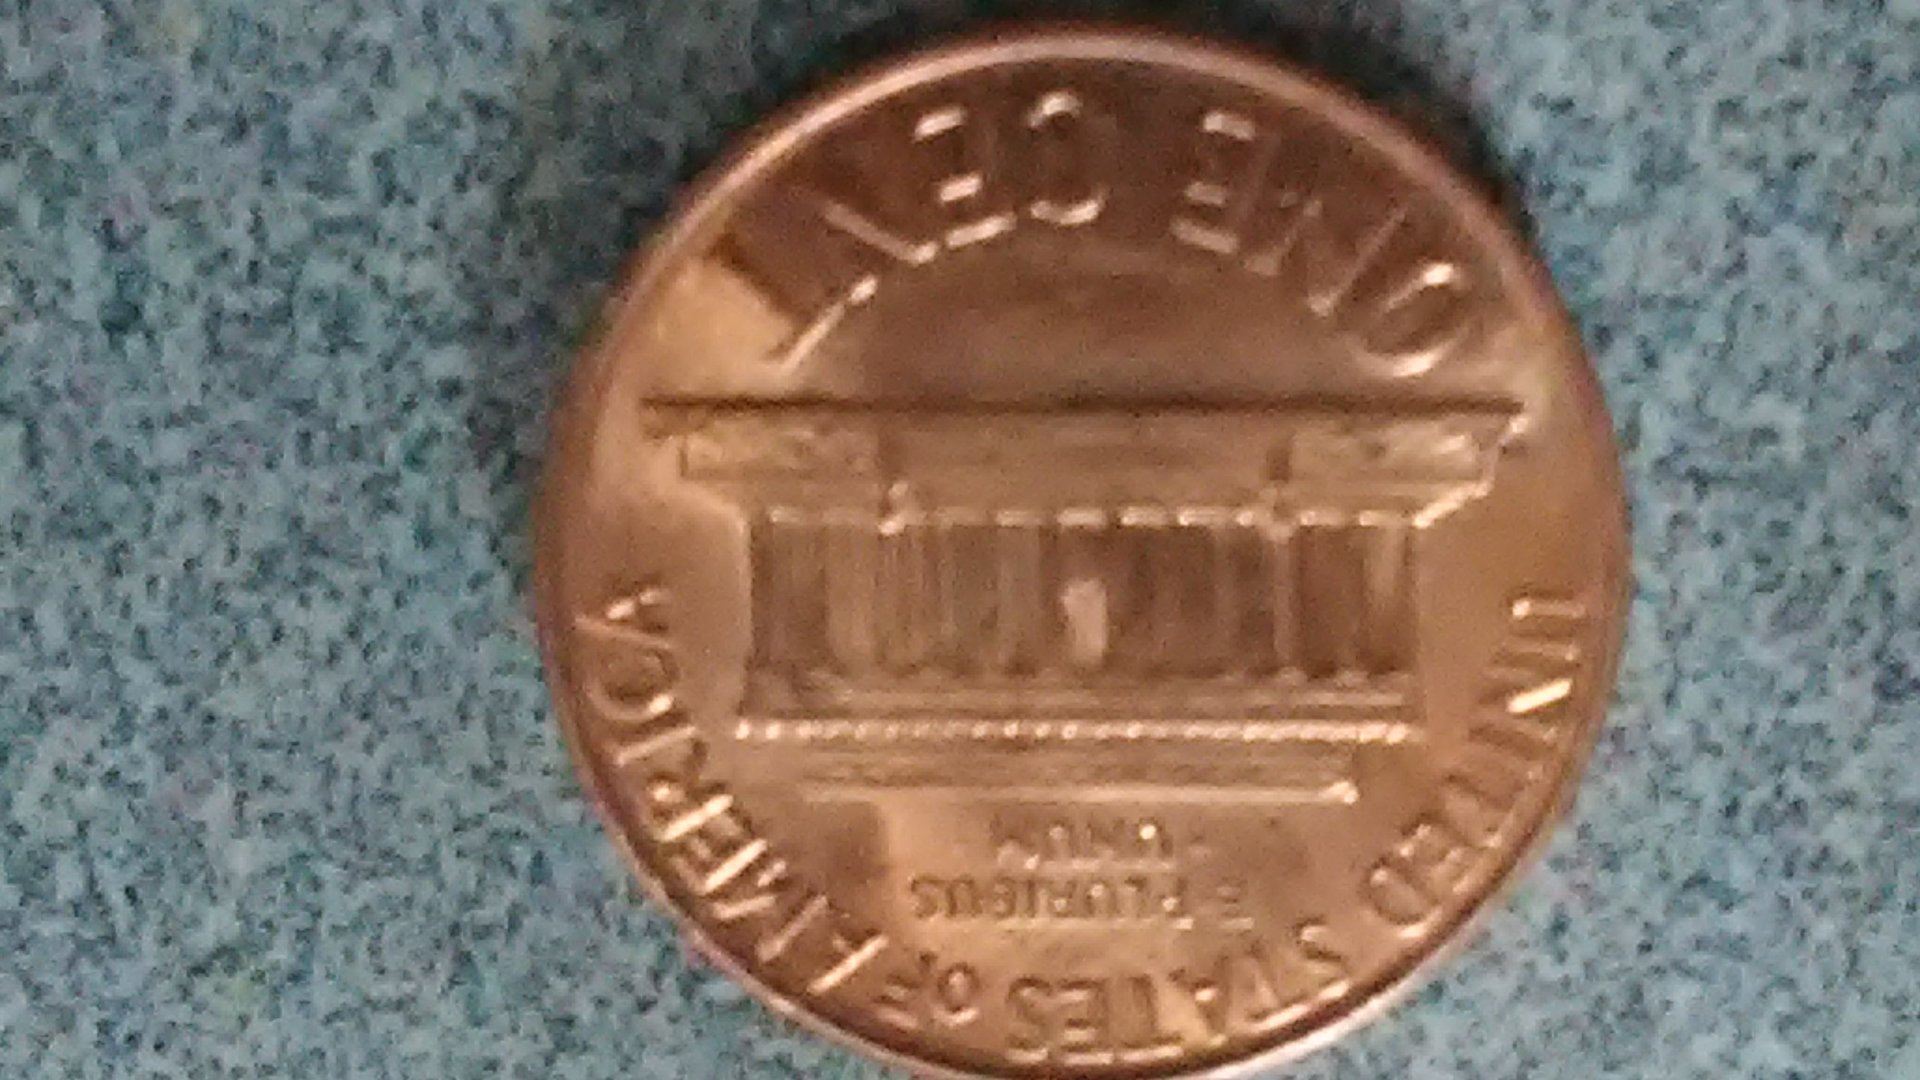 UNITED STATES OF AMERICA
E PLURIBUS
UNUM
ONE CENT